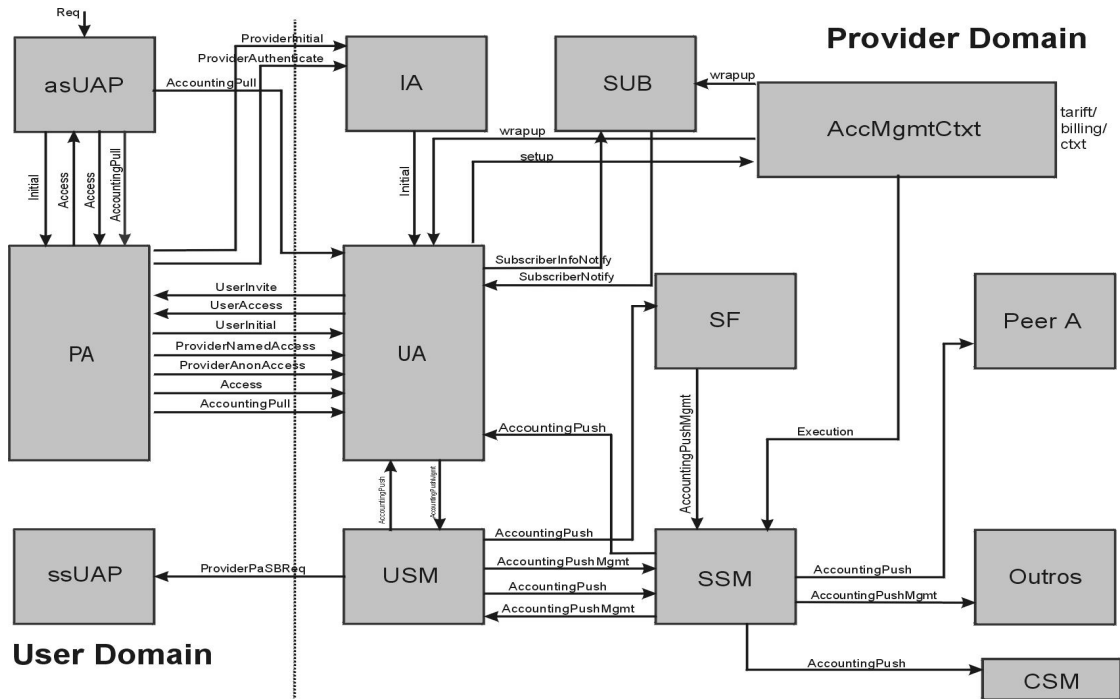 Req
ProviderInitial
Provider Domain
ProviderAuthenticate
asUAP
AccountingPull
IA
SUB
wrapup
AccMgmtCtxt
tarift/
billing/
ctxt
wrapup
setup
Initial
Access
Access
AccountingPull
Initial
SubscriberInfoNotify
SubscriberNotify
UserInvite
UserAccess
UserInitial
PA
ProviderNamedAccess
UA
ProviderAnonAccess
Access
AccountingPull
SF
Peer A
AccountingPush
Execution
AccountingPushMgmt
AccountingPush
AccountingPushMgmt
AccountingPush
ssUAP
ProviderPaSBReq
USM
AccountingPushMgmt
AccountingPush
AccountingPushMgmt
SSM
AccountingPush
AccountingPushMgmt
Outros
User Domain
AccountingPush
CSM